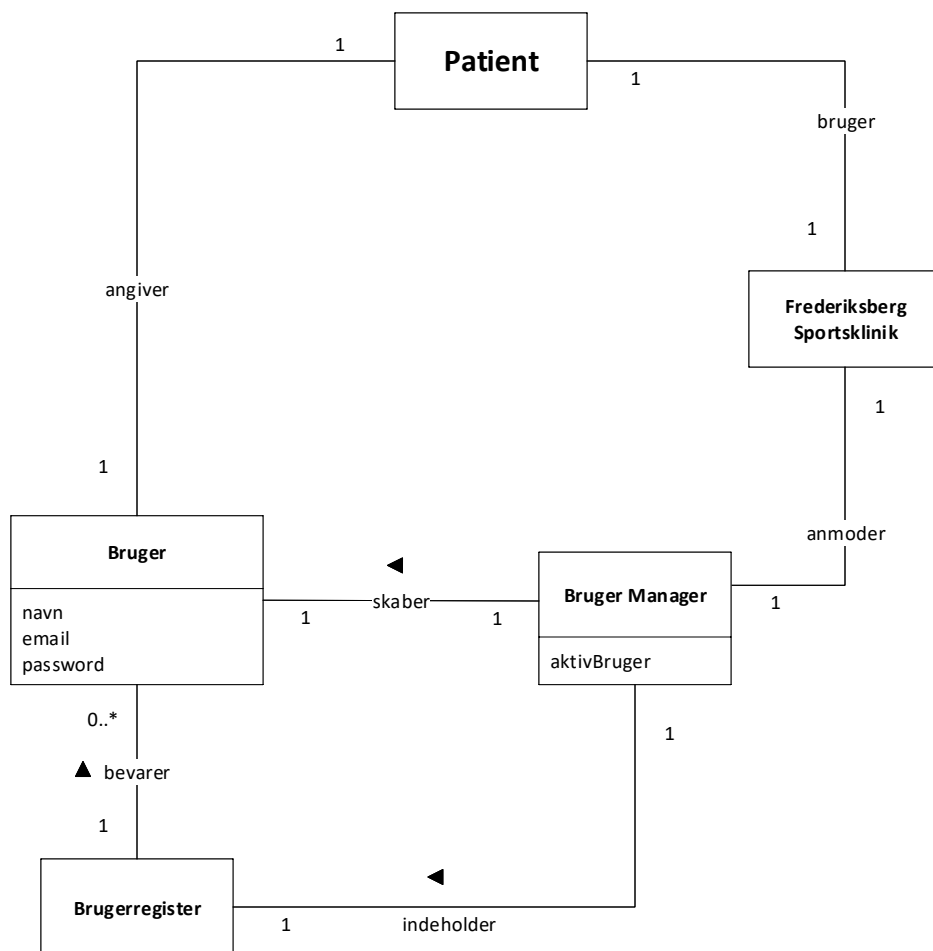 1
Patient
1
bruger
1
angiver
Frederiksberg
Sportsklinik
1
1
anmoder
Bruger
navn
email
password
1
skaber
1
Bruger Manager
aktivBruger
1
0..*
1
bevarer
1
Brugerregister
1
indeholder